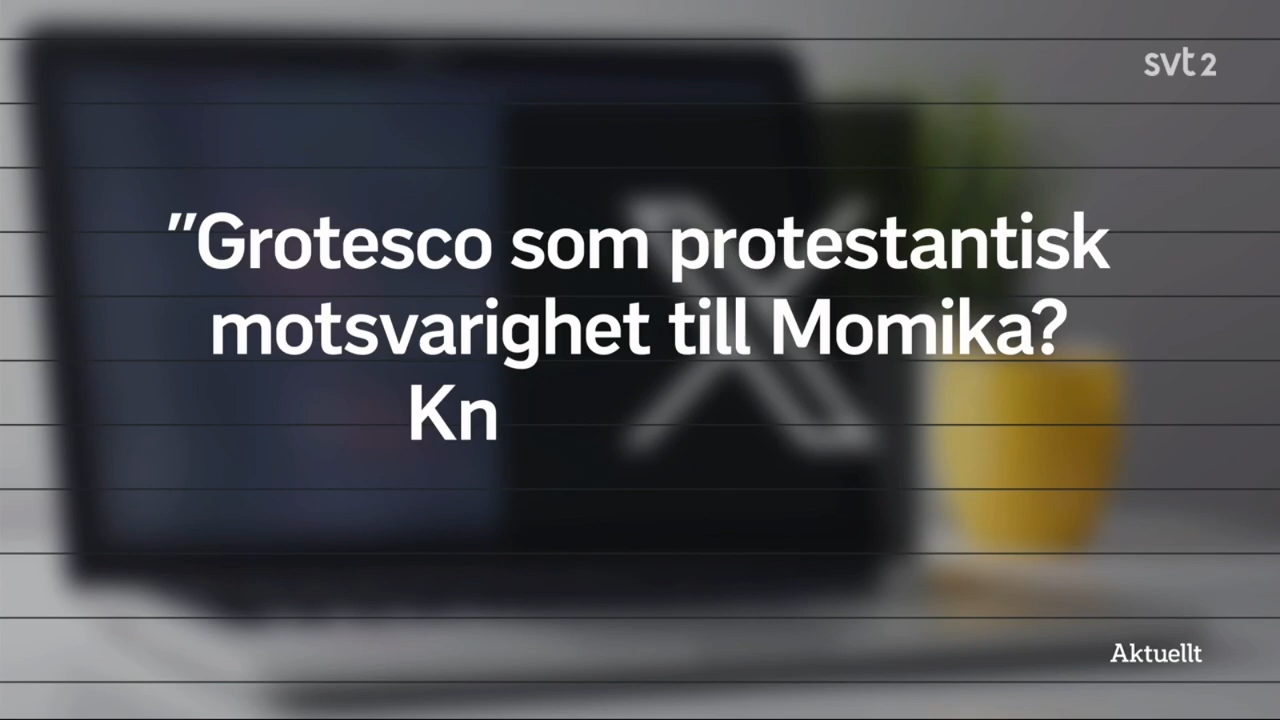 svt2
"Grotesco som protestantisk
motsvarighet till Momika?
Kn
Aktuellt